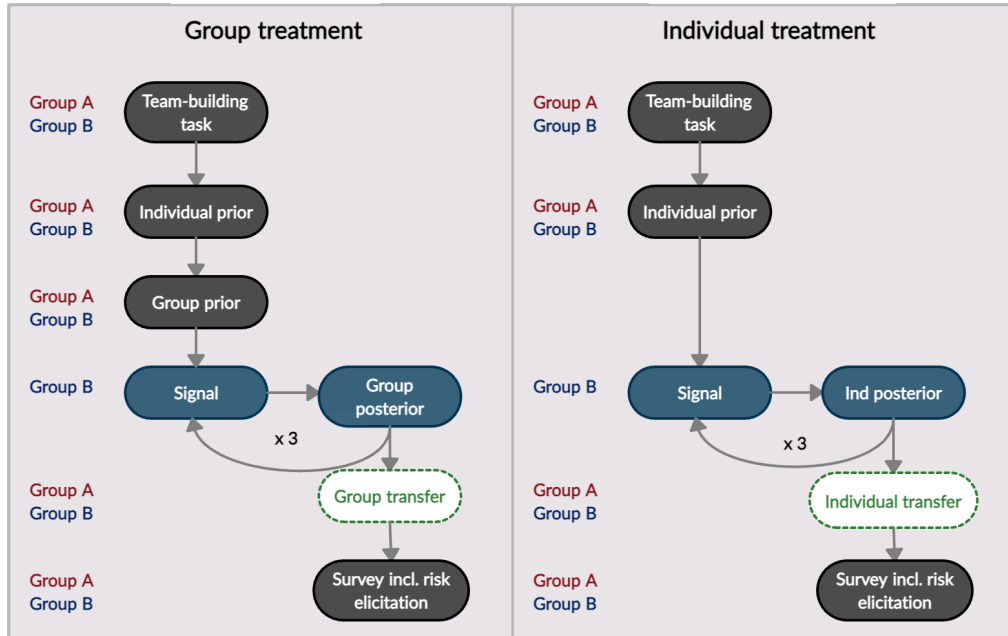 Group treatment
Group A
Group B
Team-building
task
Group A
Group B
Individual prior
Group A
Group B
Group prior
Group B
Signal
Group
posterior
x 3
Group A
Group B
Group transfer
Group A
Group B
Survey incl. risk
elicitation
Individual treatment
Group A
Group B
Team-building
task
Group A
Group B
Individual prior
Group B
Signal
Ind posterior
x 3
Group A
Group B
Individual transfer
Group A
Group B
Survey incl. risk
elicitation